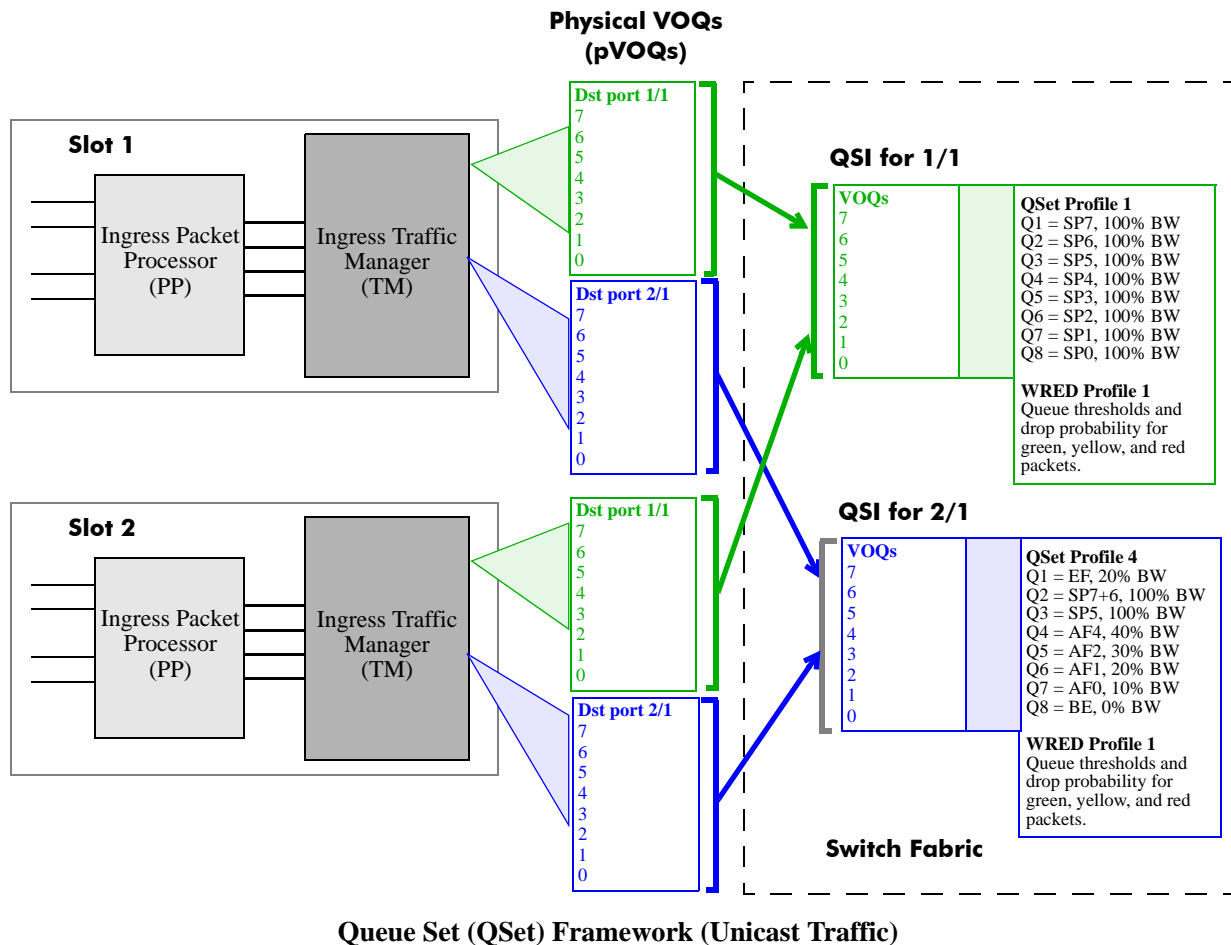 Physical VOQs
(pVOQs)
Slot 1
Ingress Packet
Processor
(PP)
Ingress Traffic
Manager
(TM)
Dst port 1/1
7
6
5
4
3
2
1
0
Dst port 2/1
7
6
5
4
3
2
1
0
Slot 2
Ingress Packet
Processor
(PP)
Ingress Traffic
Manager
(TM)
Dst port 1/1
7
6
5
4
3
2
1
0
Dst port 2/1
7
6
5
4
3
2
1
0
QSI for 1/1
VOQs
7
6
5
4
3
2
1
0
QSet Profile 1
Q1 = SP7, 100% BW
Q2 = SP6, 100% BW
Q3 = SP5, 100% BW
Q4 = SP4, 100% BW
Q5 = SP3, 100% BW
Q6 = SP2, 100% BW
Q7 = SP1, 100% BW
Q8 = SP0, 100% BW
WRED Profile 1
Queue thresholds and
drop probability for
green, yellow, and red
packets.
QSI for 2/1
VOQs
7
6
5
4
3
2
1
0
QSet Profile 4
Q1 = EF, 20% BW
Q2 = SP7+6, 100% BW
Q3 = SP5, 100% BW
Q4 = AF4, 40% BW
Q5 = AF2, 30% BW
Q6 = AF1, 20% BW
Q7 = AF0, 10% BW
Q8 = BE, 0% BW
WRED Profile 1
Queue thresholds and
drop probability for
green, yellow, and red
packets.
Switch Fabric
Queue Set (QSet) Framework (Unicast Traffic)